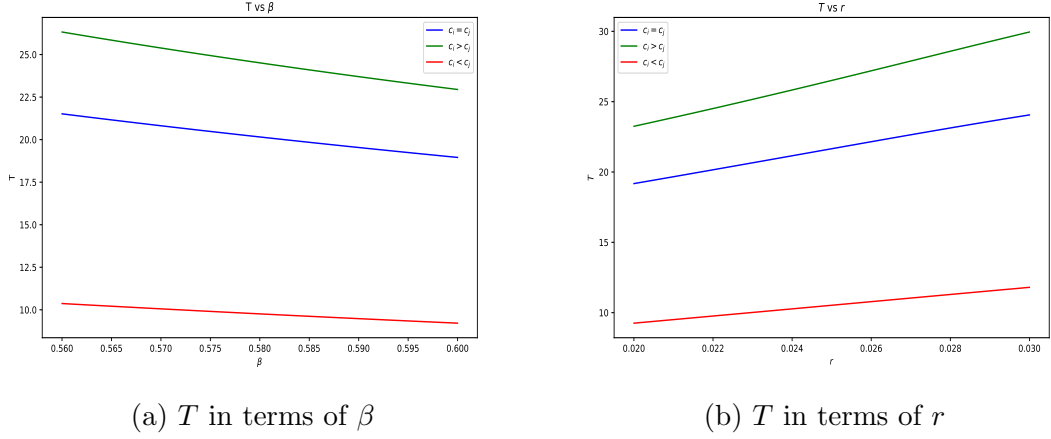 T vs β
25.0
22.5
20.0
17.5
15.0
12.5
10.0
T
c_i = c_j
c_i > c_j
c_i < c_j
0.560 0.565 0.570 0.575 0.580 0.585 0.590 0.595 0.600
β
(a) T in terms of β
T vs r
30
25
20
15
10
T
c_i = c_j
c_i > c_j
c_i < c_j
0.020 0.022 0.024 0.026 0.028 0.030
r
(b) T in terms of r